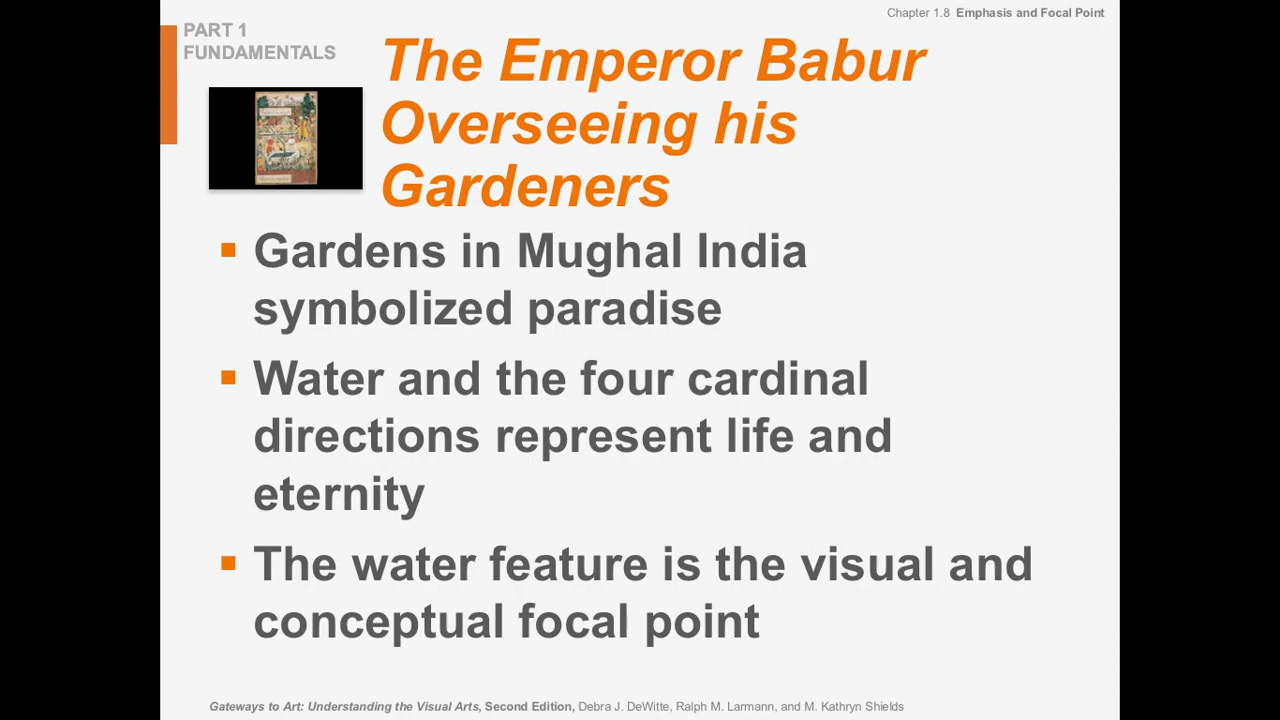 Chapter 1.8 Emphasis and Focal Point
PART 1
FUNDAMENTALS
The Emperor Babur
Overseeing his
Gardeners
▪ Gardens in Mughal India
symbolized paradise
▪ Water and the four cardinal
directions represent life and
eternity
▪ The water feature is the visual and
conceptual focal point
Gateways to Art: Understanding the Visual Arts, Second Edition, Debra J. DeWitte, Ralph M. Larmann, and M. Kathryn Shields